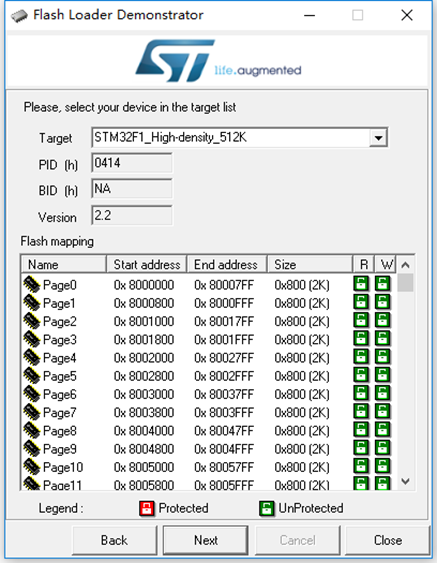 Flash Loader Demonstrator
ST
life.augmented
Please, select your device in the target list
Target STM32F1_High-density_512K
PID (h) 0414
BID (h) NA
Version 2.2
Flash mapping
Name Start address End address Size R W
Page0 0x 8000000 0x 80007FF 0x800 (2K)
Page1 0x 8000800 0x 8000FFF 0x800 (2K)
Page2 0x 8001000 0x 80017FF 0x800 (2K)
Page3 0x 8001800 0x 8001FFF 0x800 (2K)
Page4 0x 8002000 0x 80027FF 0x800 (2K)
Page5 0x 8002800 0x 8002FFF 0x800 (2K)
Page6 0x 8003000 0x 80037FF 0x800 (2K)
Page7 0x 8003800 0x 8003FFF 0x800 (2K)
Page8 0x 8004000 0x 80047FF 0x800 (2K)
Page9 0x 8004800 0x 8004FFF 0x800 (2K)
Page10 0x 8005000 0x 80057FF 0x800 (2K)
Page11 0x 8005800 0x 8005FFF 0x800 (2K)
Legend : Protected UnProtected
Back Next Cancel Close